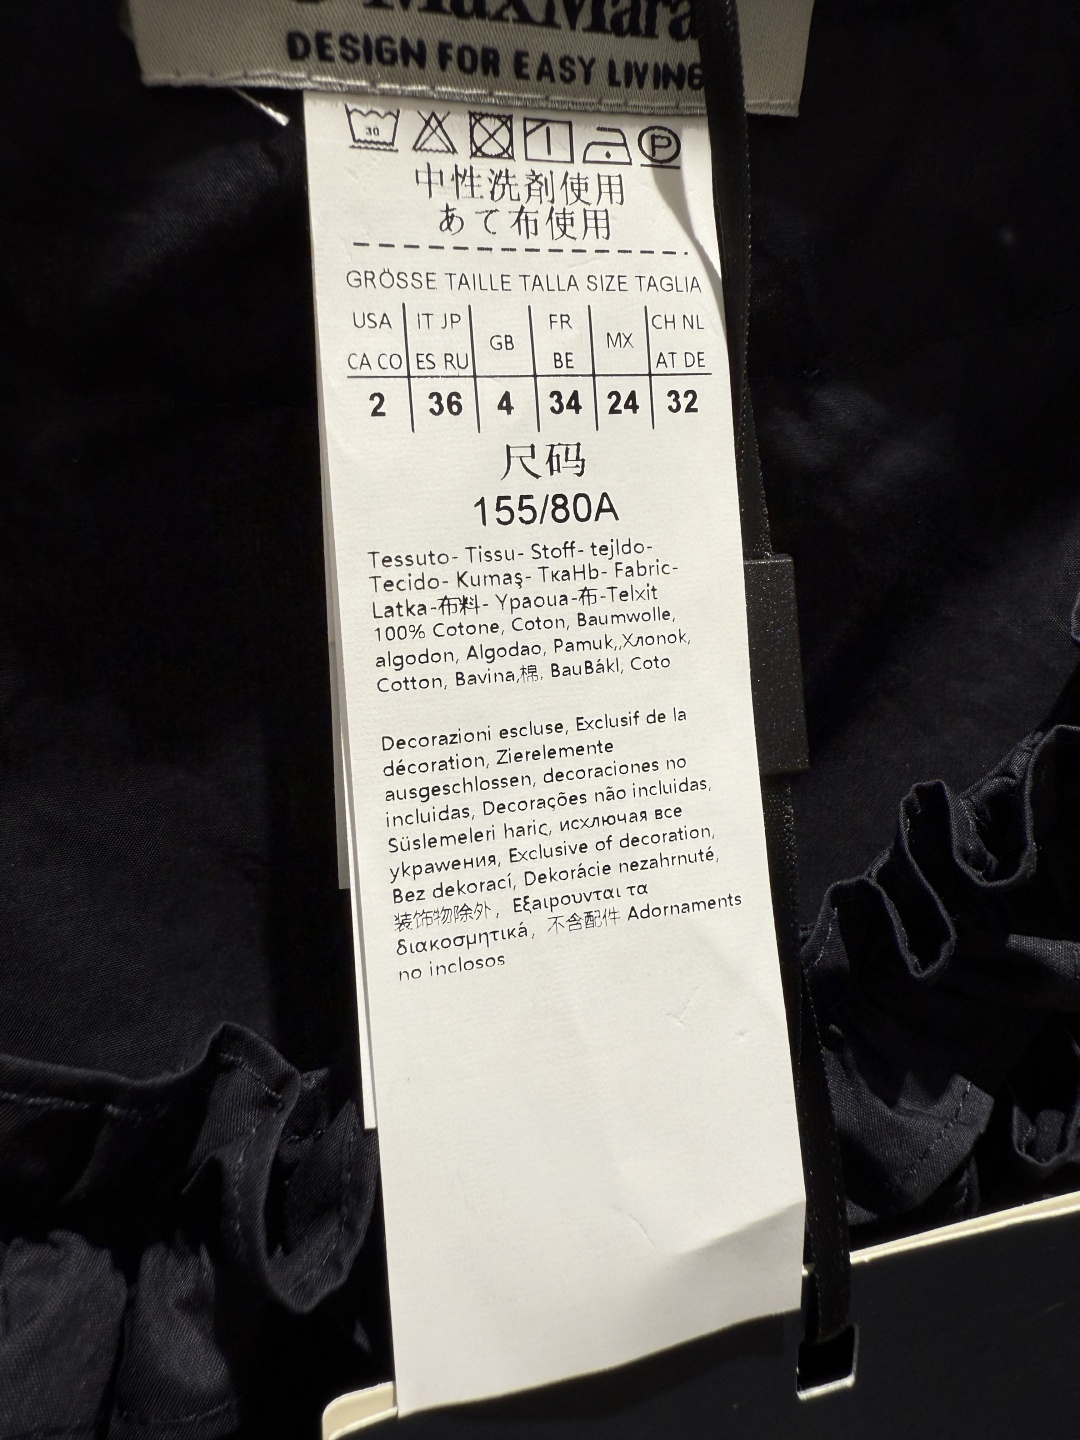 MaxMara
DESIGN FOR EASY LIVING
30
P
中性洗剤使用
あて布使用
GRÖSSE TAILLE TALLA SIZE TAGLIA
USA IT JP GB FR MX CH NL
CA CO ES RU BE AT DE
2 36 4 34 24 32
尺码
155/80A
Tessuto- Tissu- Stoff- tejldo-
Tecido- Kumaş- TкaHb- Fabric-
Latka-布料- Ypaoua-布-Telxit
100% Cotone, Coton, Baumwolle,
algodon, Algodao, Pamuk,,Хлопок,
Cotton, Bavina,棉, BauBákl, Coto
Decorazioni escluse, Exclusif de la
décoration, Zierelemente
ausgeschlossen, decoraciones no
incluidas, Decorações não incluidas,
Süslemeleri haric, исключая все
украwения, Exclusive of decoration,
Bez dekorací, Dekorácie nezahrnuté,
装饰物除外, Εξαιρουνται τα
διακοσμητικά, 不含配件 Adornaments
no inclosos